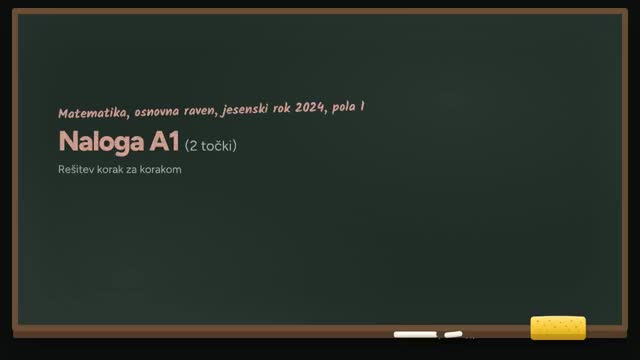 Matematika, osnovna raven, jesenski rok 2024, pola 1
Naloga A1 (2 točki)
Rešitev korak za korakom